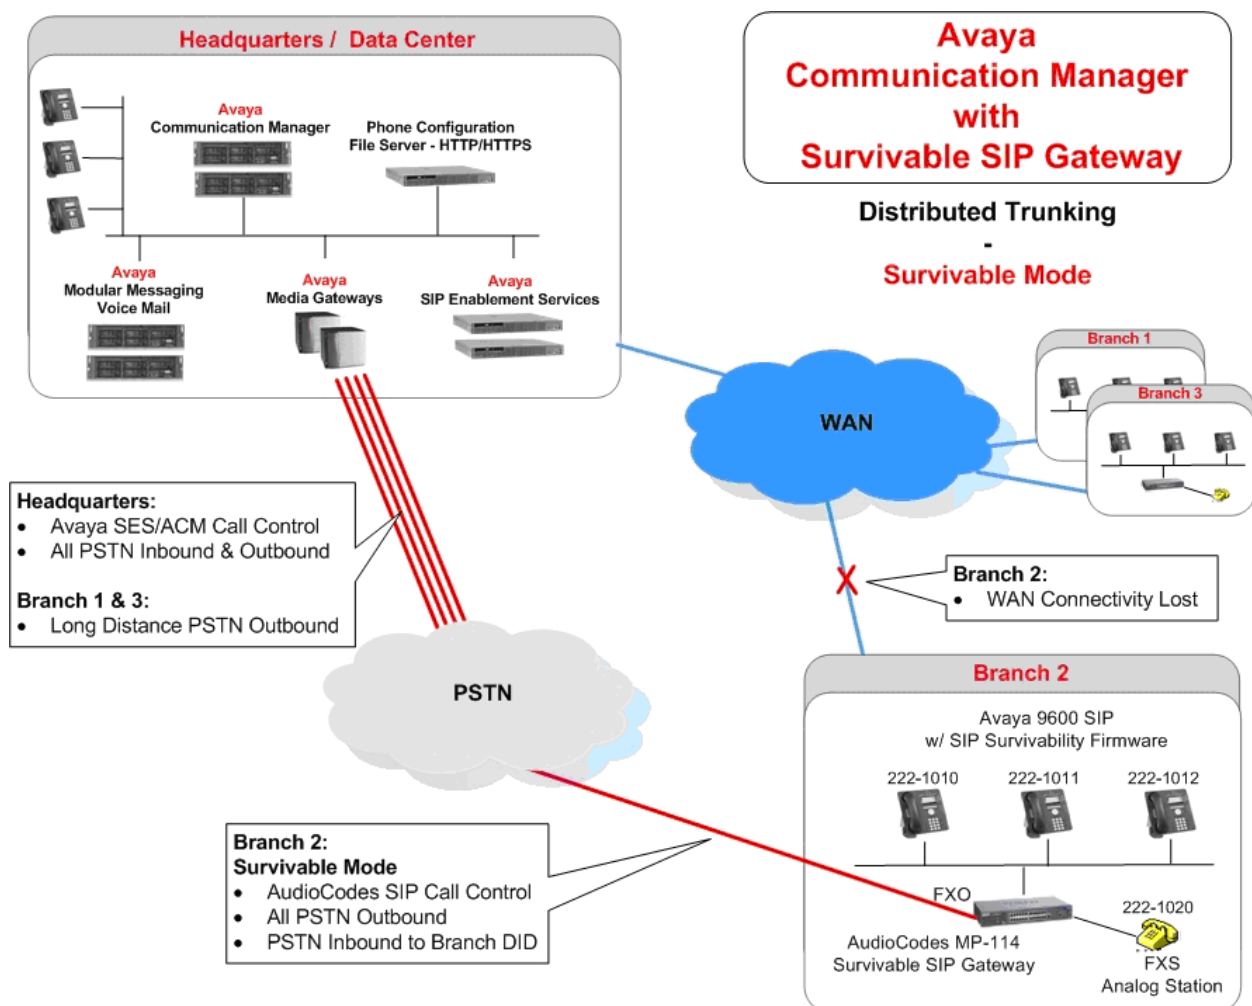 Headquarters / Data Center
Avaya
Communication Manager
Phone Configuration
File Server - HTTP/HTTPS
Avaya
Modular Messaging
Voice Mail
Avaya
Media Gateways
Avaya
SIP Enablement Services
Avaya
Communication Manager
with
Survivable SIP Gateway
Distributed Trunking
-
Survivable Mode
Branch 1
Branch 3
WAN
Headquarters:
• Avaya SES/ACM Call Control
• All PSTN Inbound & Outbound
Branch 1 & 3:
• Long Distance PSTN Outbound
Branch 2:
• WAN Connectivity Lost
PSTN
Branch 2
Avaya 9600 SIP
w/ SIP Survivability Firmware
222-1010
222-1011
222-1012
FXO
222-1020
AudioCodes MP-114
Survivable SIP Gateway
FXS
Analog Station
Branch 2:
Survivable Mode
• AudioCodes SIP Call Control
• All PSTN Outbound
• PSTN Inbound to Branch DID